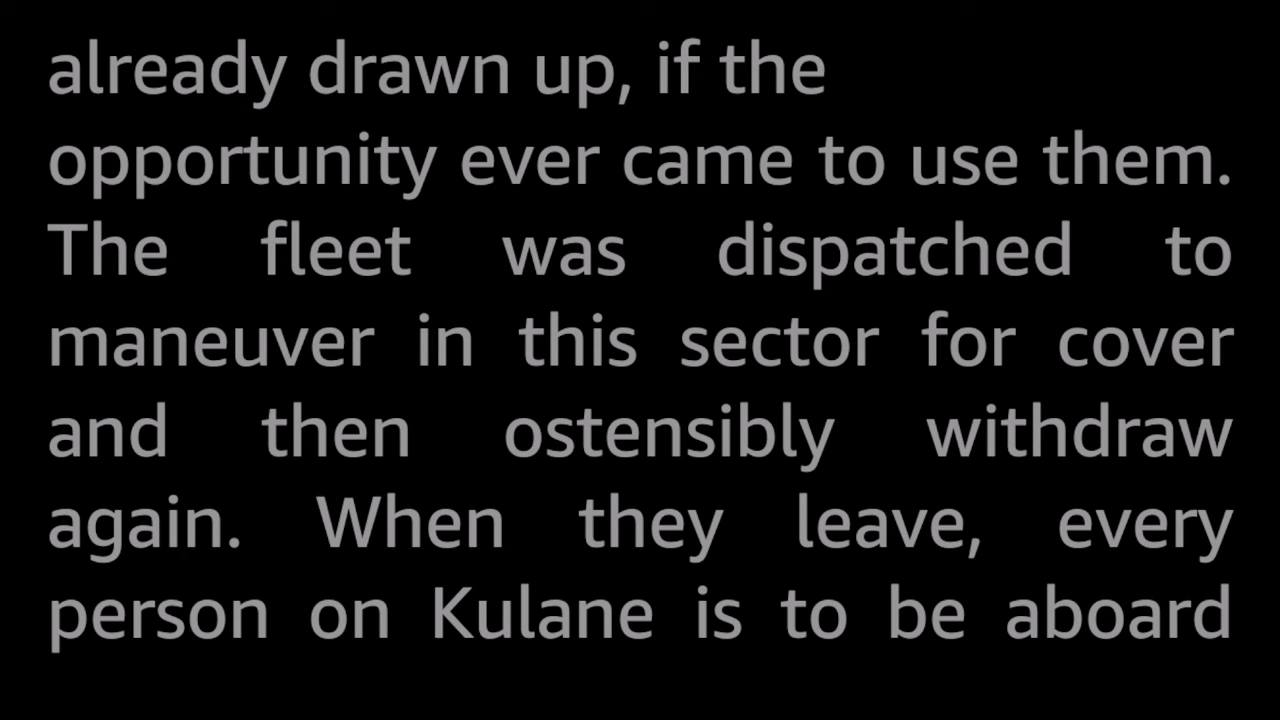 already drawn up, if the
opportunity ever came to use them.
The fleet was dispatched to
maneuver in this sector for cover
and then ostensibly withdraw
again. When they leave, every
person on Kulane is to be aboard